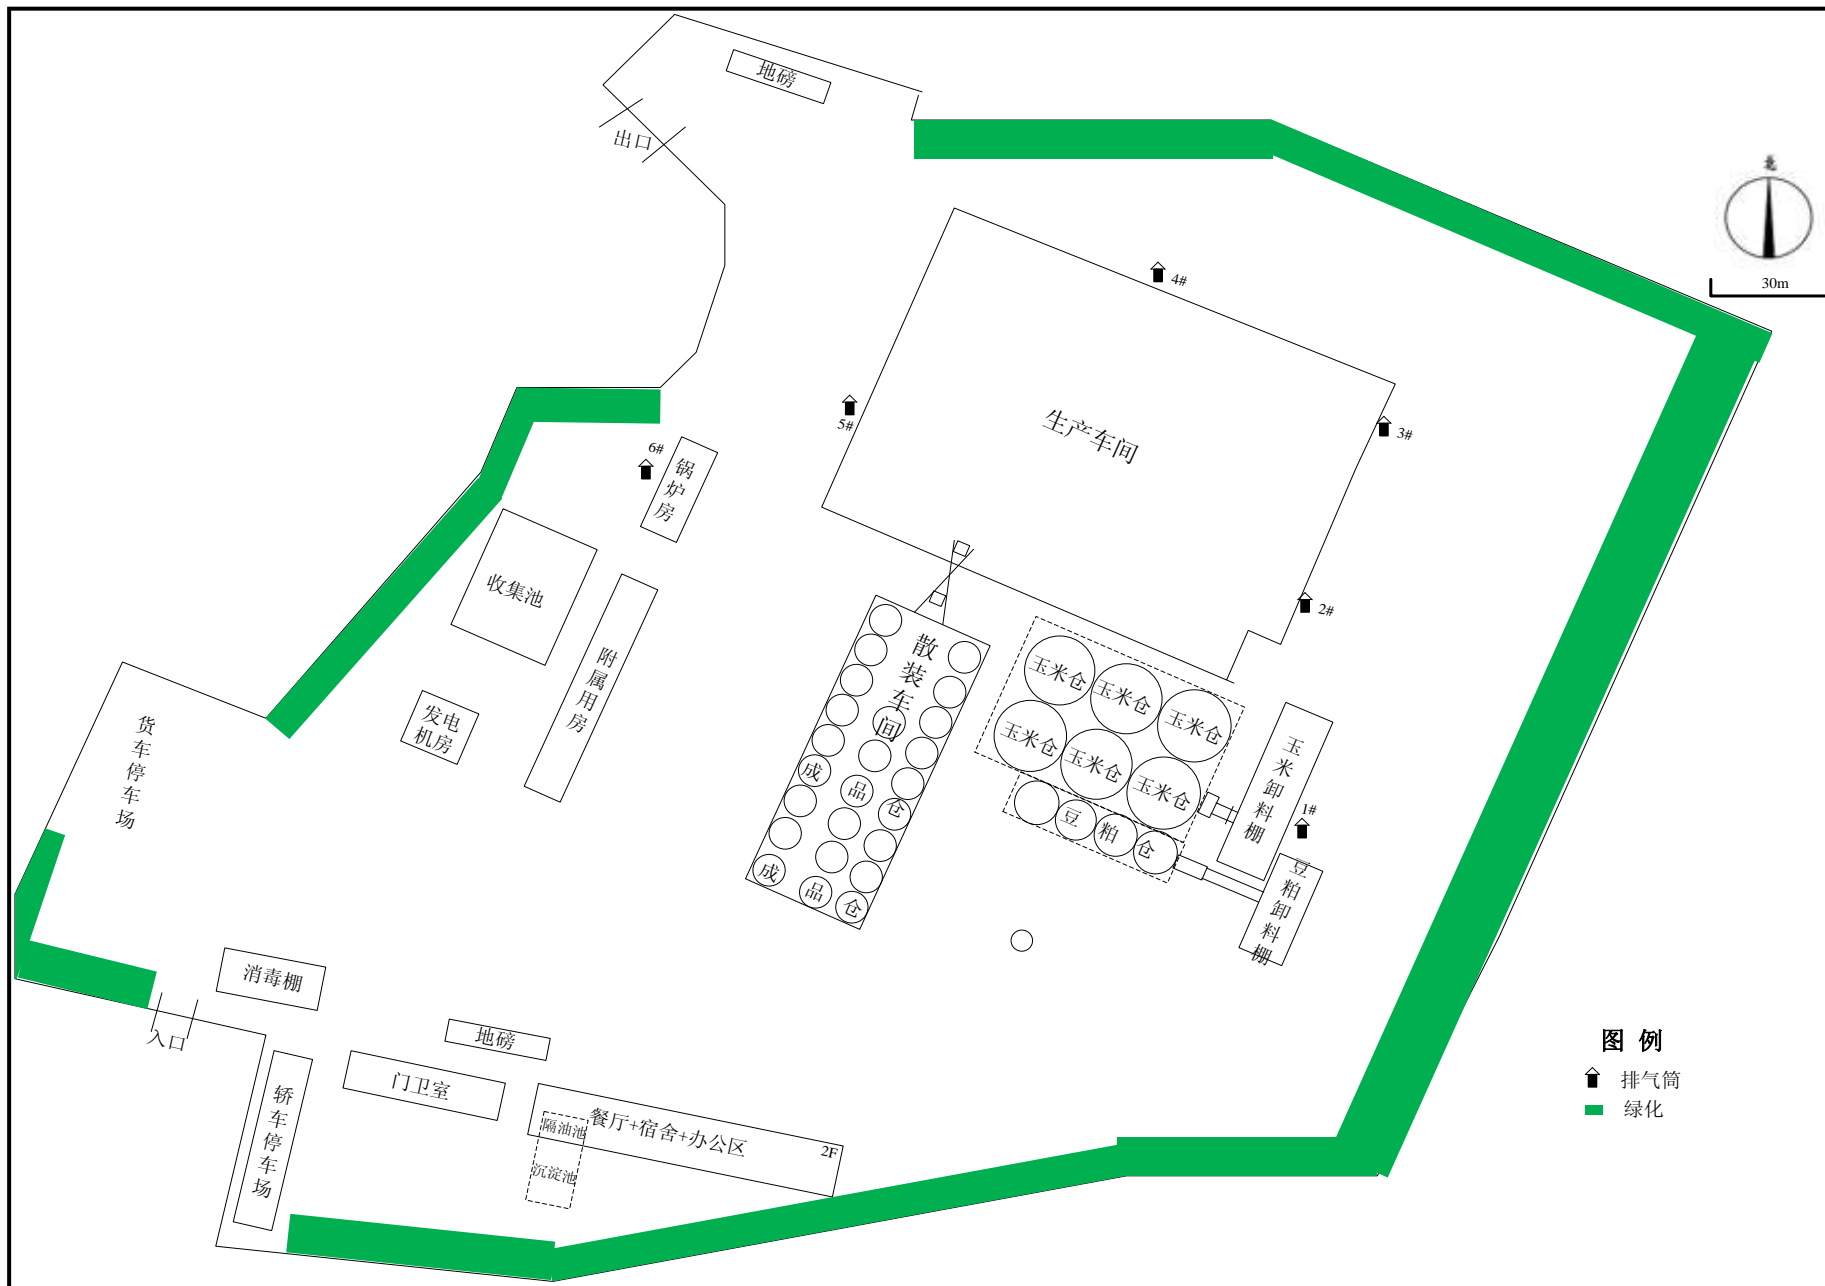 地磅
出口
北
30m
4#
5#
3#
生产车间
6#
锅炉房
收集池
2#
附属用房
散装车间
玉米仓
玉米仓
玉米仓
玉米仓
玉米仓
玉米仓
发电
机房
货车停车场
玉米卸料棚
成品仓
1#
豆粕仓
豆粕卸料棚
成品仓
消毒棚
入口
地磅
门卫室
轿车停车场
餐厅+宿舍+办公区
2F
隔油池
沉淀池
图 例
排气筒
绿化